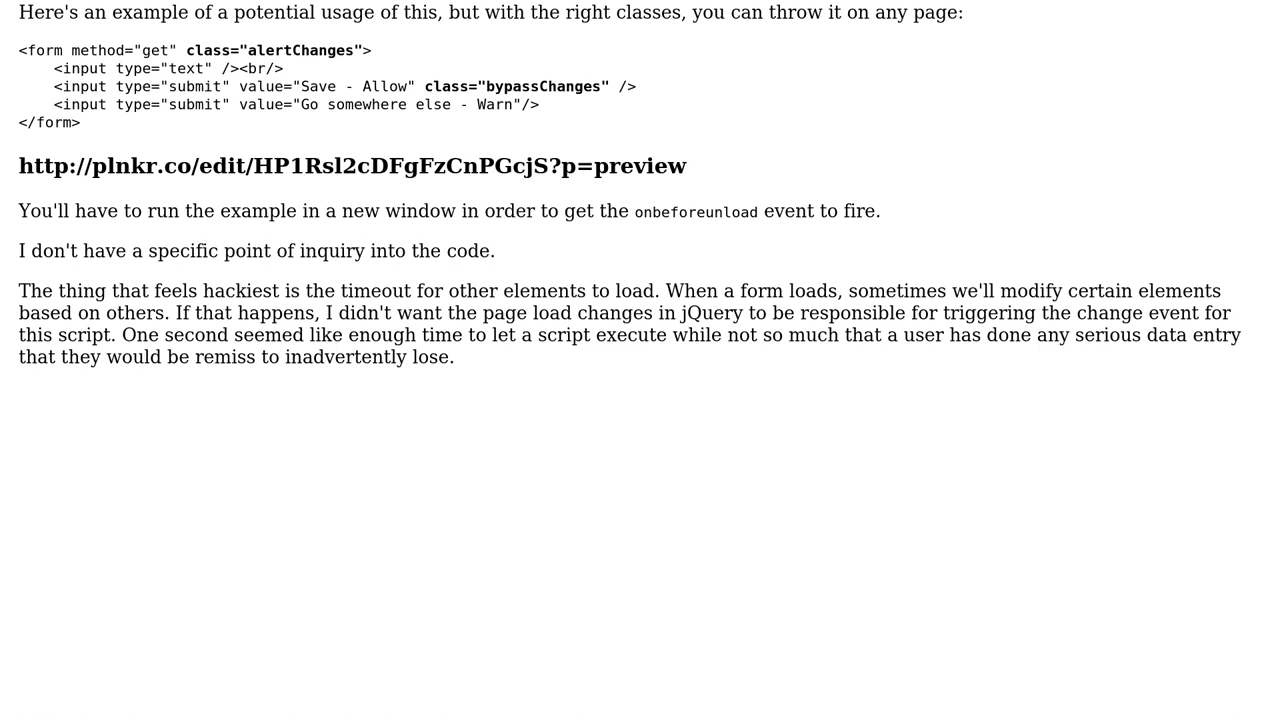 Here's an example of a potential usage of this, but with the right classes, you can throw it on any page:
<form method="get" class="alertChanges">
    <input type="text" /><br/>
    <input type="submit" value="Save - Allow" class="bypassChanges" />
    <input type="submit" value="Go somewhere else - Warn"/>
</form>
http://plnkr.co/edit/HP1Rsl2cDFgFzCnPGcjS?p=preview
You'll have to run the example in a new window in order to get the onbeforeunload event to fire.
I don't have a specific point of inquiry into the code.
The thing that feels hackiest is the timeout for other elements to load. When a form loads, sometimes we'll modify certain elements
based on others. If that happens, I didn't want the page load changes in jQuery to be responsible for triggering the change event for
this script. One second seemed like enough time to let a script execute while not so much that a user has done any serious data entry
that they would be remiss to inadvertently lose.